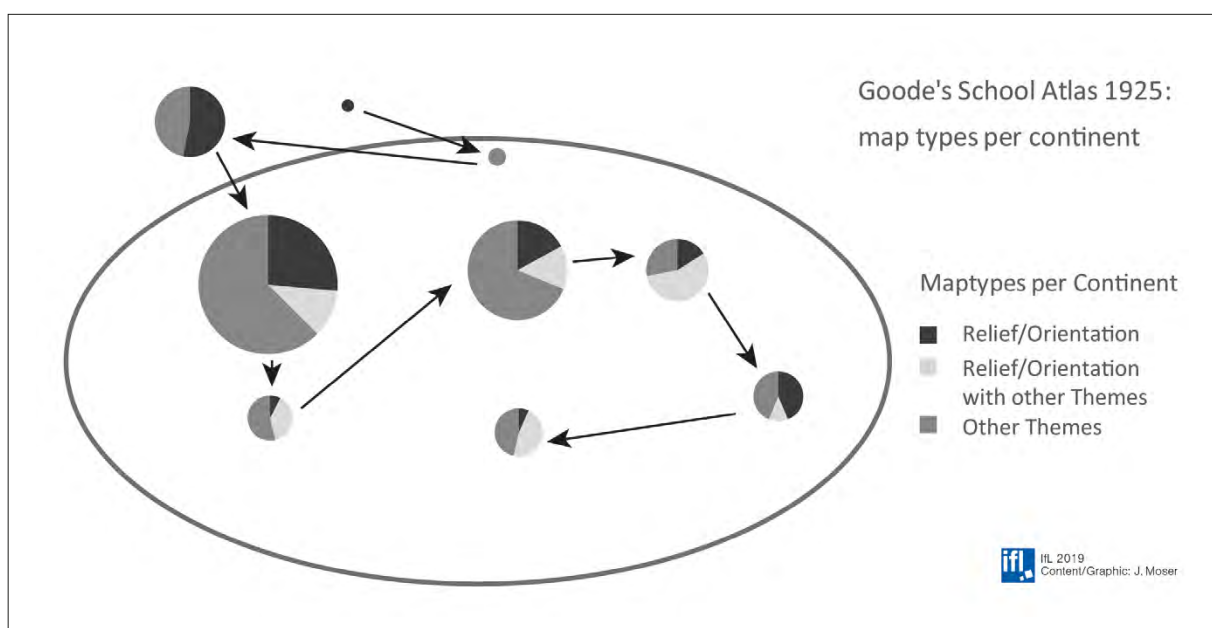 Goode's School Atlas 1925:
map types per continent
Maptypes per Continent
Relief/Orientation
Relief/Orientation
with other Themes
Other Themes
ifl
IfL 2019
Content/Graphic: J. Moser